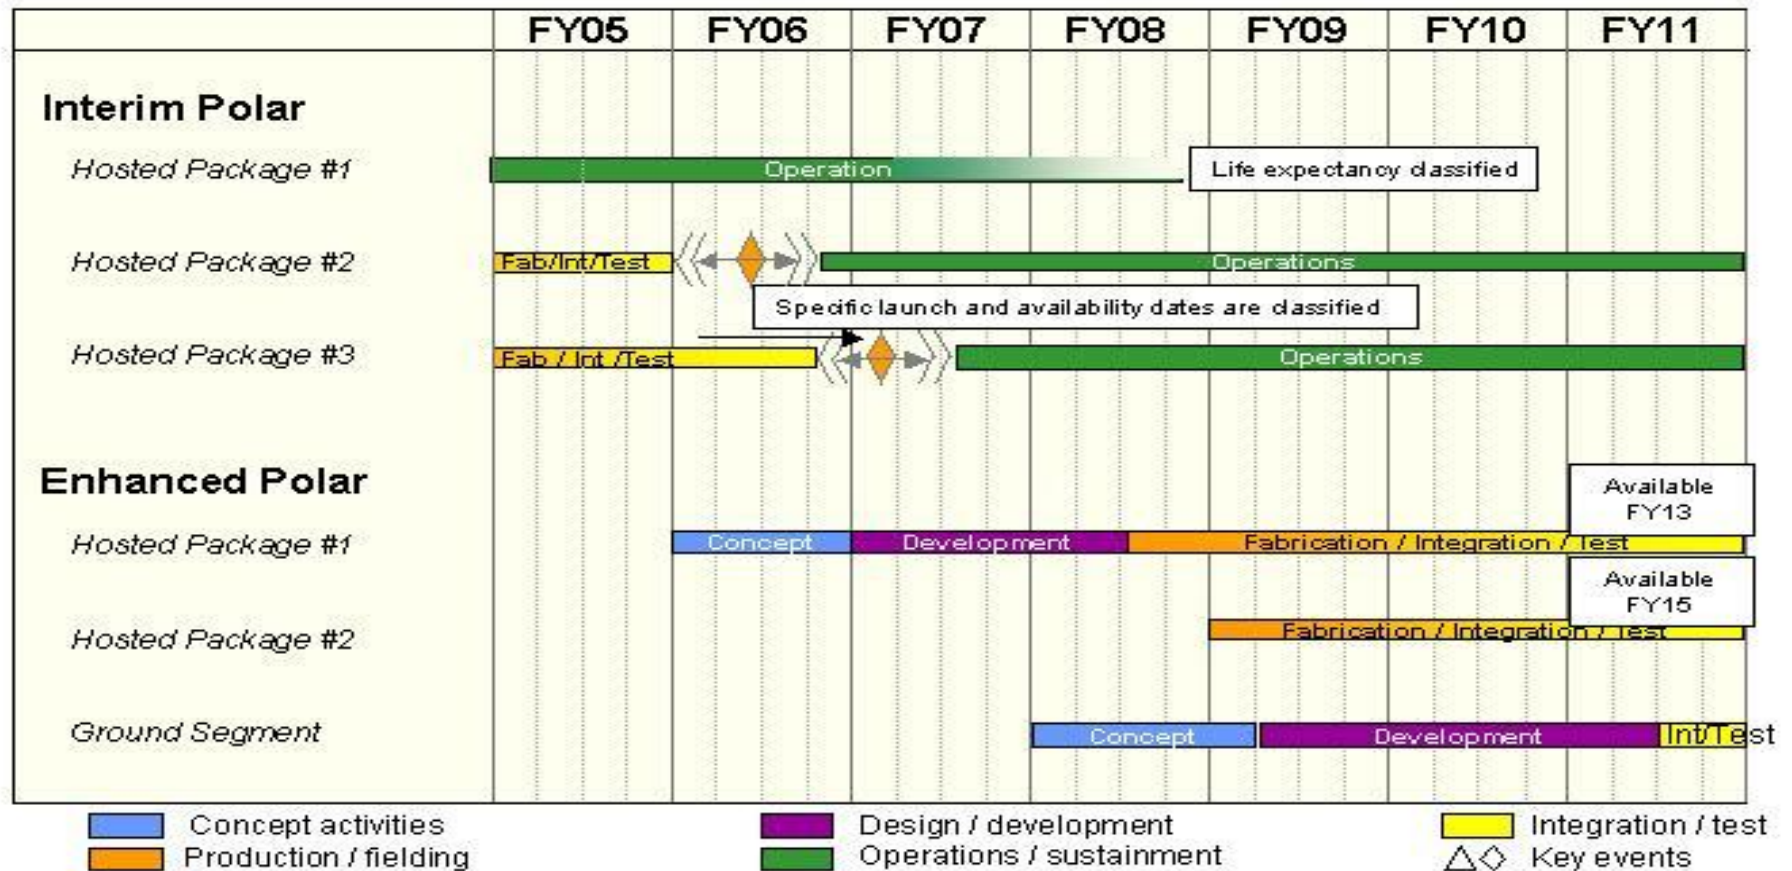 FY05 FY06 FY07 FY08 FY09 FY10 FY11
Interim Polar
Hosted Package #1 Operation Life expectancy classified
Hosted Package #2 Fab/Int/Test Operations
Specific launch and availability dates are classified
Hosted Package #3 Fab / Int /Test Operations
Enhanced Polar
Available
FY13
Hosted Package #1 Concept Development Fabrication / Integration / Test
Available
FY15
Hosted Package #2 Fabrication / Integration / Test
Ground Segment Concept Development Int/Test
Concept activities Design / development Integration / test
Production / fielding Operations / sustainment Key events